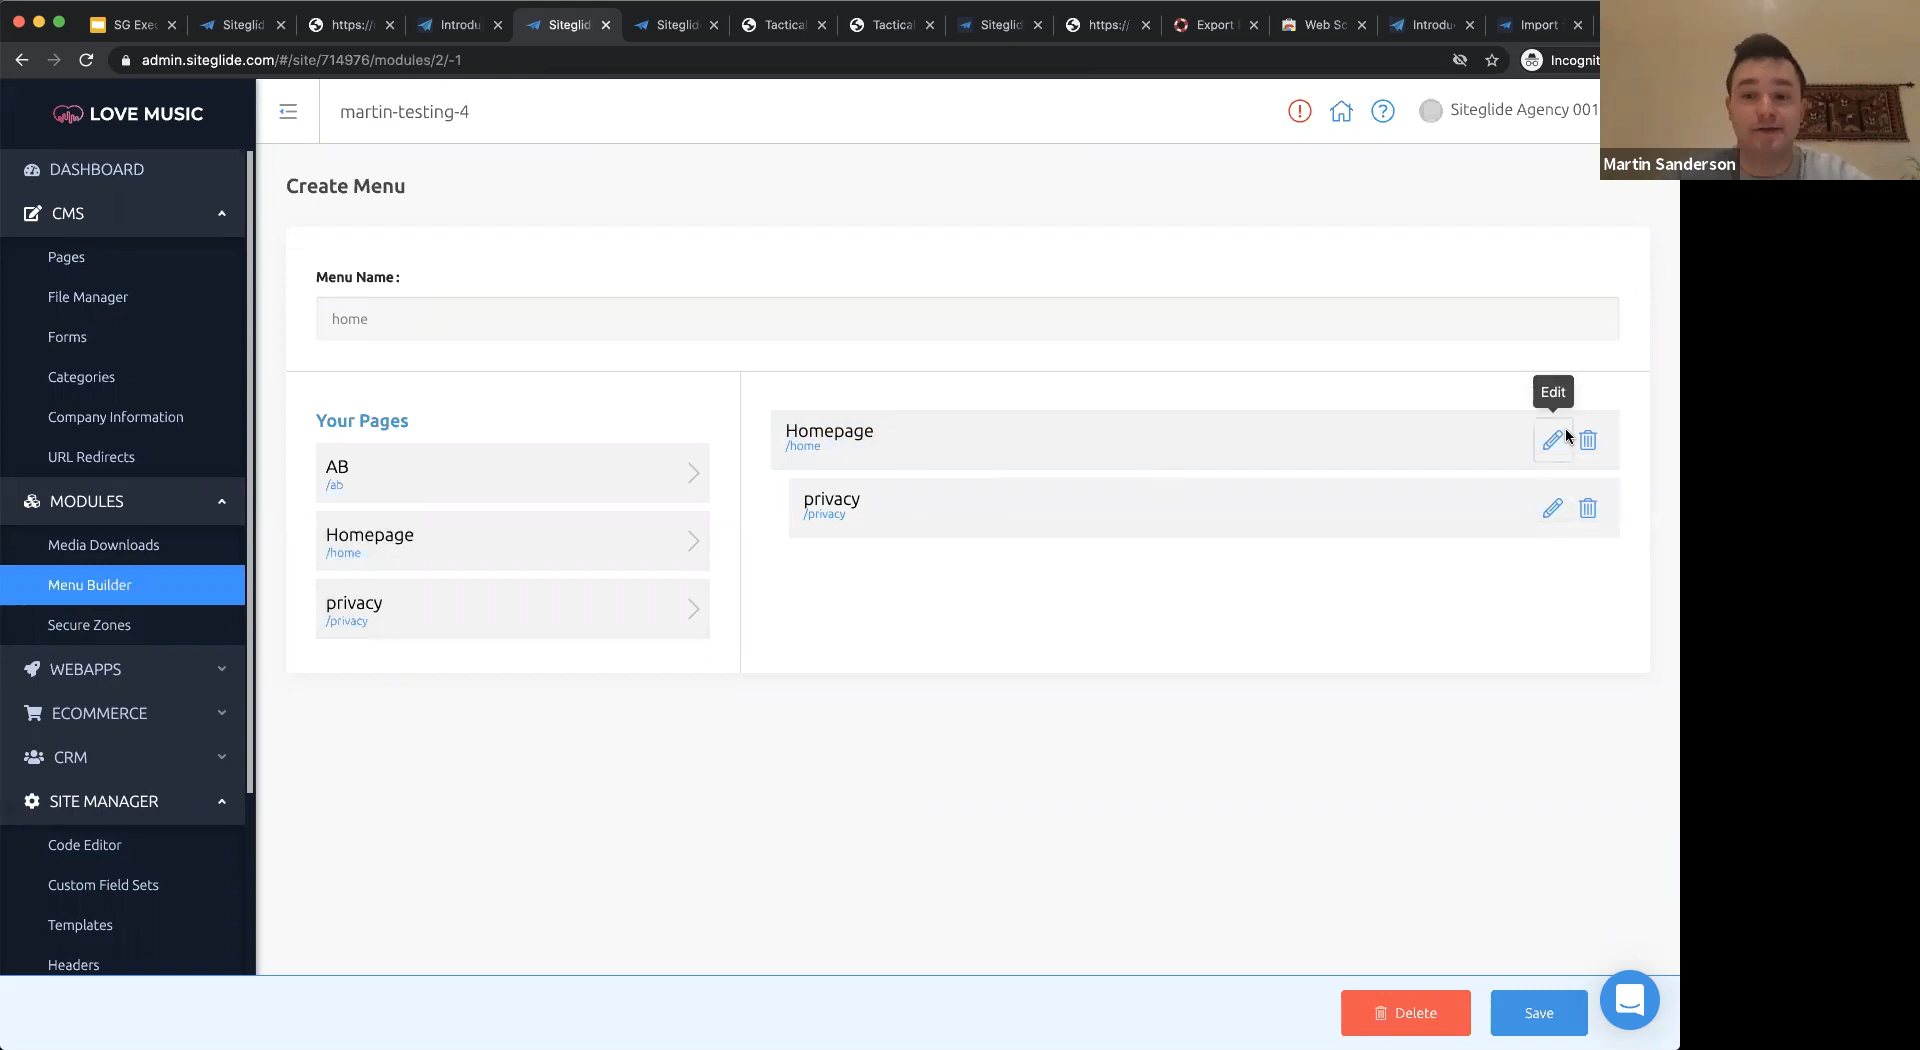 SG Exec
Siteglid
https://
Introdu
Siteglid
Siteglid
Tactical
Tactical
Siteglid
https://
Export
Web Sc
Introdu
Import
admin.siteglide.com/#/site/714976/modules/2/-1
Incognit
LOVE MUSIC
martin-testing-4
Siteglide Agency 001
Martin Sanderson
DASHBOARD
CMS
Pages
File Manager
Forms
Categories
Company Information
URL Redirects
MODULES
Media Downloads
Menu Builder
Secure Zones
WEBAPPS
ECOMMERCE
CRM
SITE MANAGER
Code Editor
Custom Field Sets
Templates
Headers
Create Menu
Menu Name:
home
Your Pages
AB
/ab
Homepage
/home
privacy
/privacy
Edit
Homepage
/home
privacy
/privacy
Delete
Save